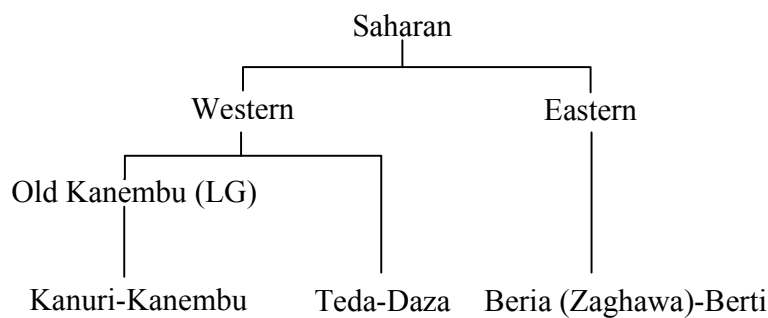 Saharan
Western Eastern
Old Kanembu (LG)
Kanuri-Kanembu Teda-Daza Beria (Zaghawa)-Berti